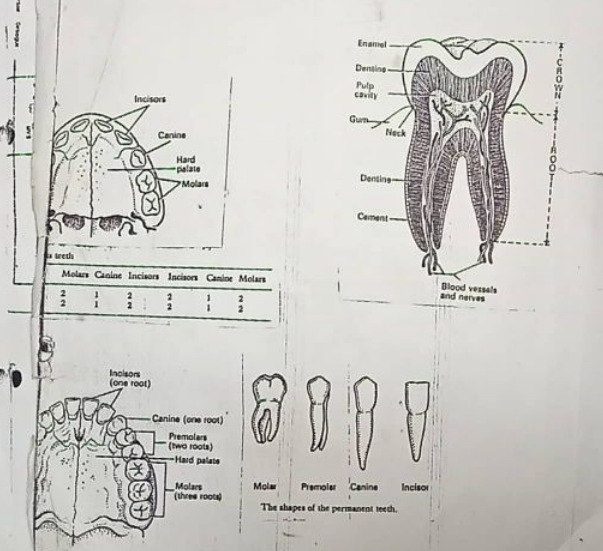 Incisors
Canine
Hard
palate
Molars
teeth
Molars Canine Incisors Incisors Canine Molars
2 1 2 2 1 2
2 1 2 2 1 2
Enamel
Dentine
Pulp
cavity
Gum
Neck
Dentine
Cement
CROWN
ROOT
Blood vessels
and nerves
Incisors
(one root)
Canine (one root)
Premolars
(two roots)
Hard palate
Molars
(three roots)
Molar Premolar Canine Incisor
The shapes of the permanent teeth.